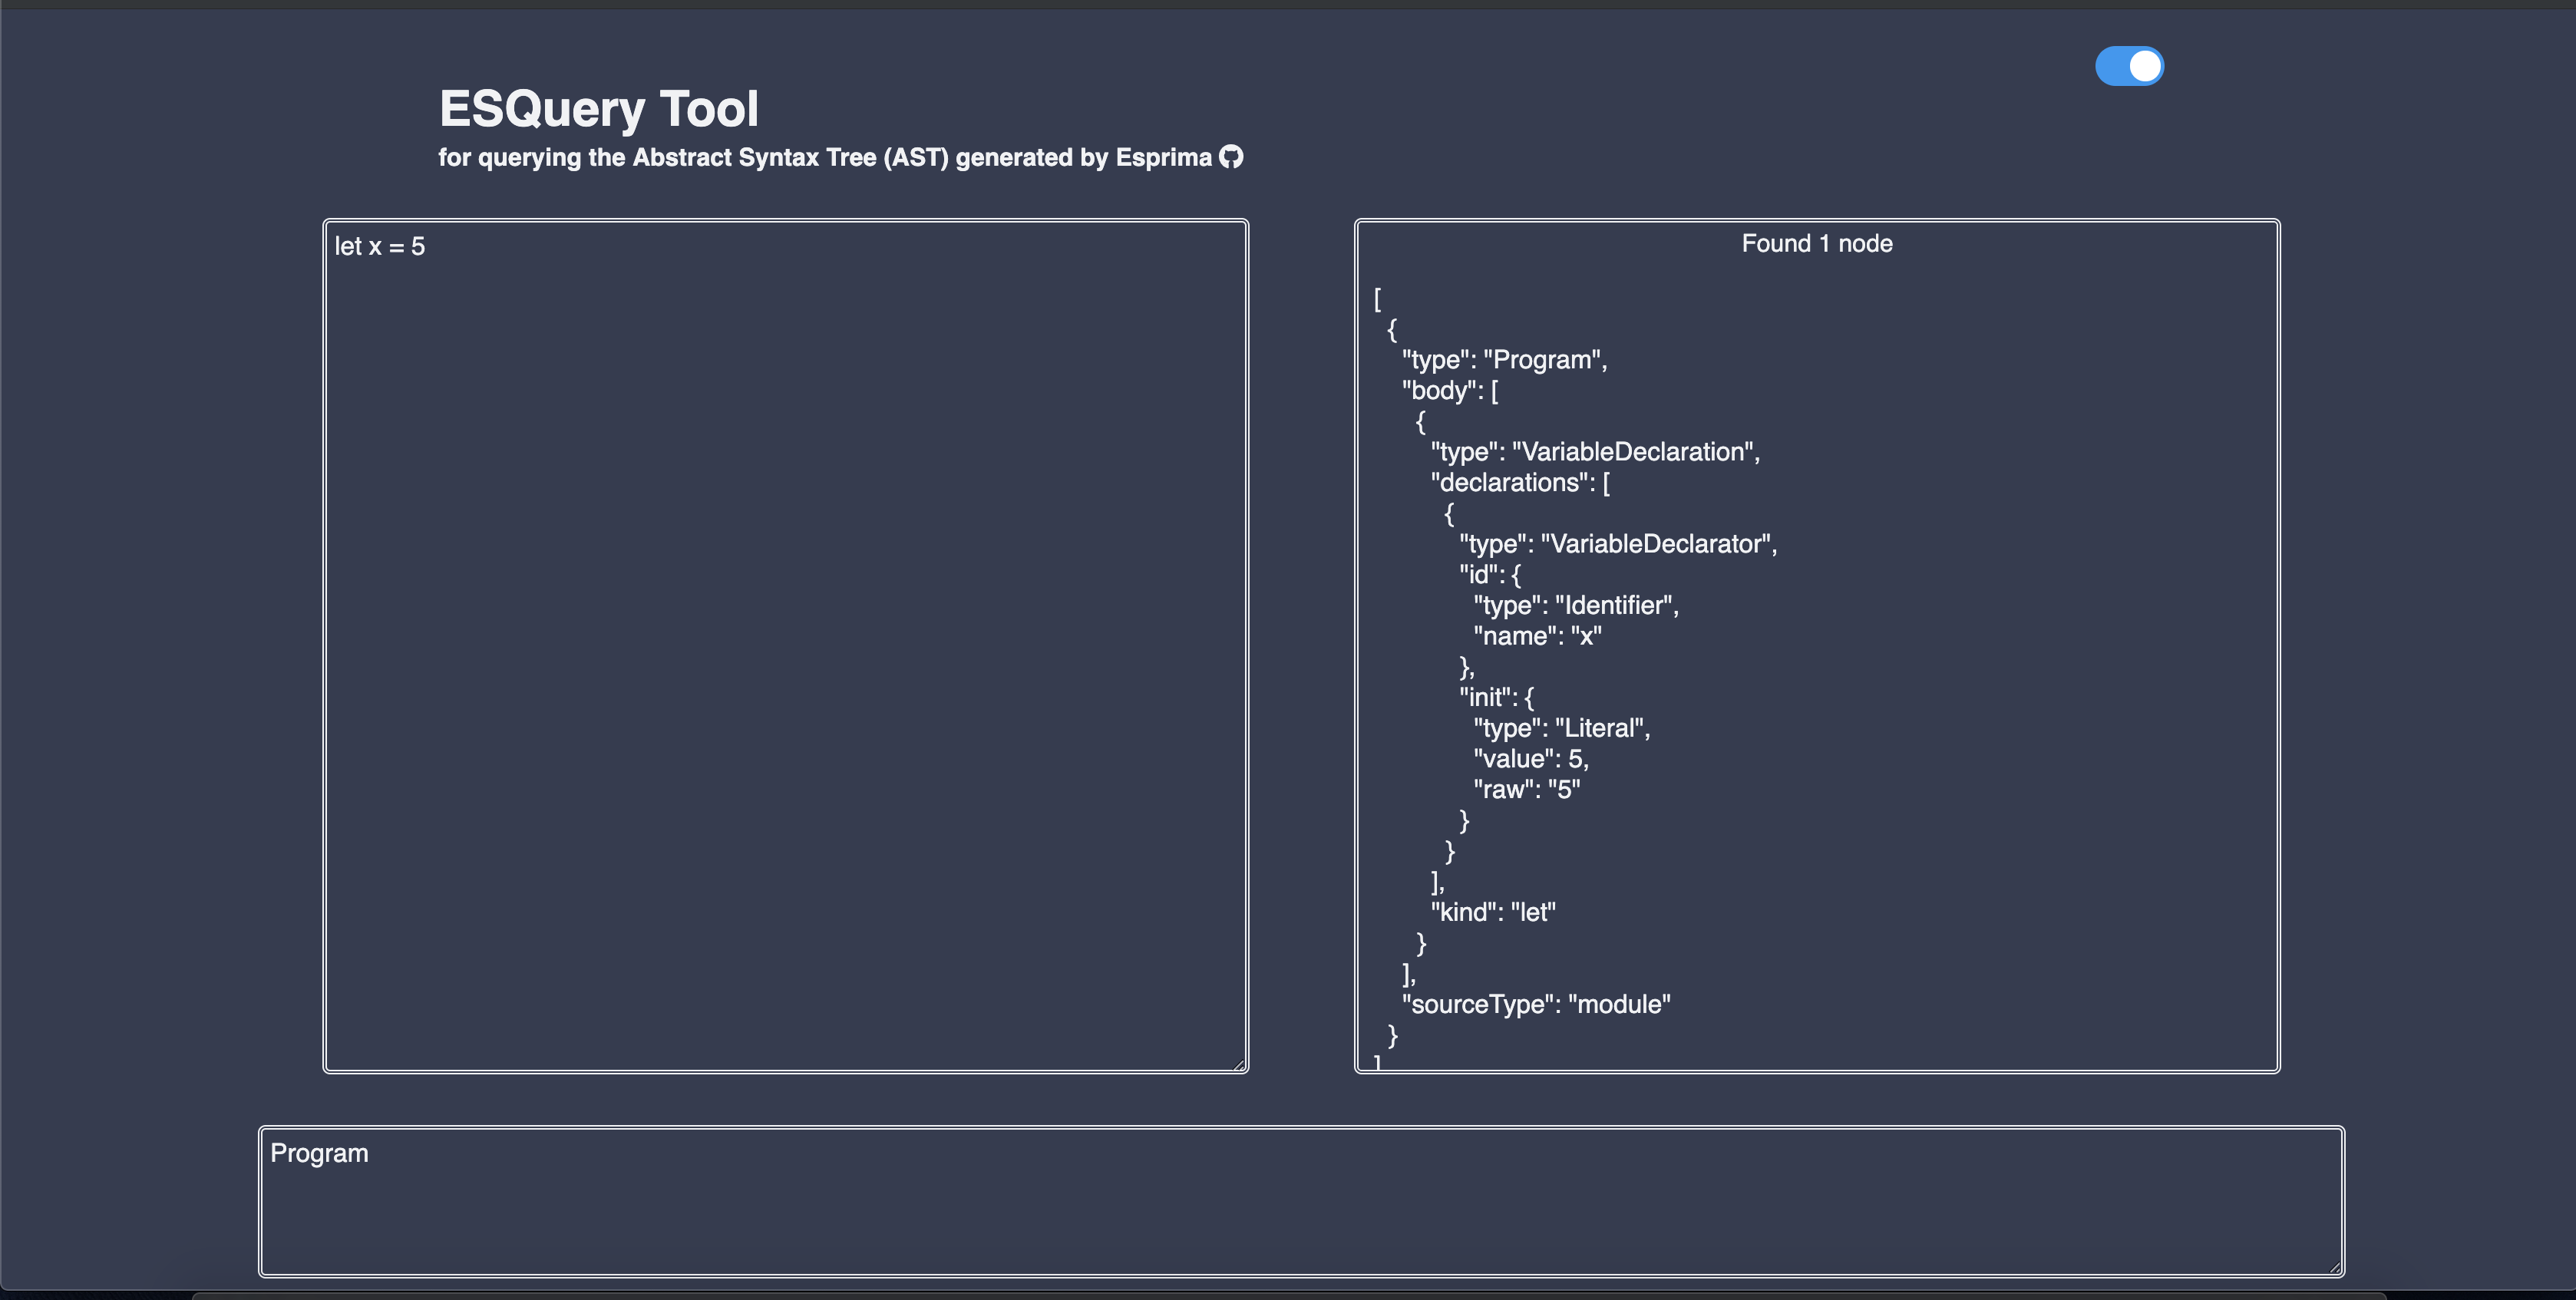 ESQuery Tool
for querying the Abstract Syntax Tree (AST) generated by Esprima
let x = 5
Found 1 node
[
{
"type": "Program",
"body": [
{
"type": "VariableDeclaration",
"declarations": [
{
"type": "VariableDeclarator",
"id": {
"type": "Identifier",
"name": "x"
},
"init": {
"type": "Literal",
"value": 5,
"raw": "5"
}
}
],
"kind": "let"
}
],
"sourceType": "module"
}
]
Program